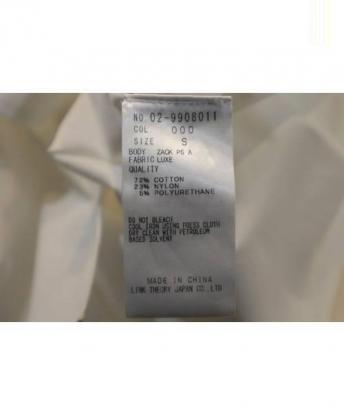 NO. 02-9908011
COL 000
SIZE S
BODY ZACK PS A
FABRIC LUXE
QUALITY
72% COTTON
23% NYLON
5% POLYURETHANE
DO NOT BLEACH
COOL IRON USING PRESS CLOTH
DRY CLEAN WITH PETROLEUM
BASED SOLVENT
MADE IN CHINA
LINK THEORY JAPAN CO., LTD